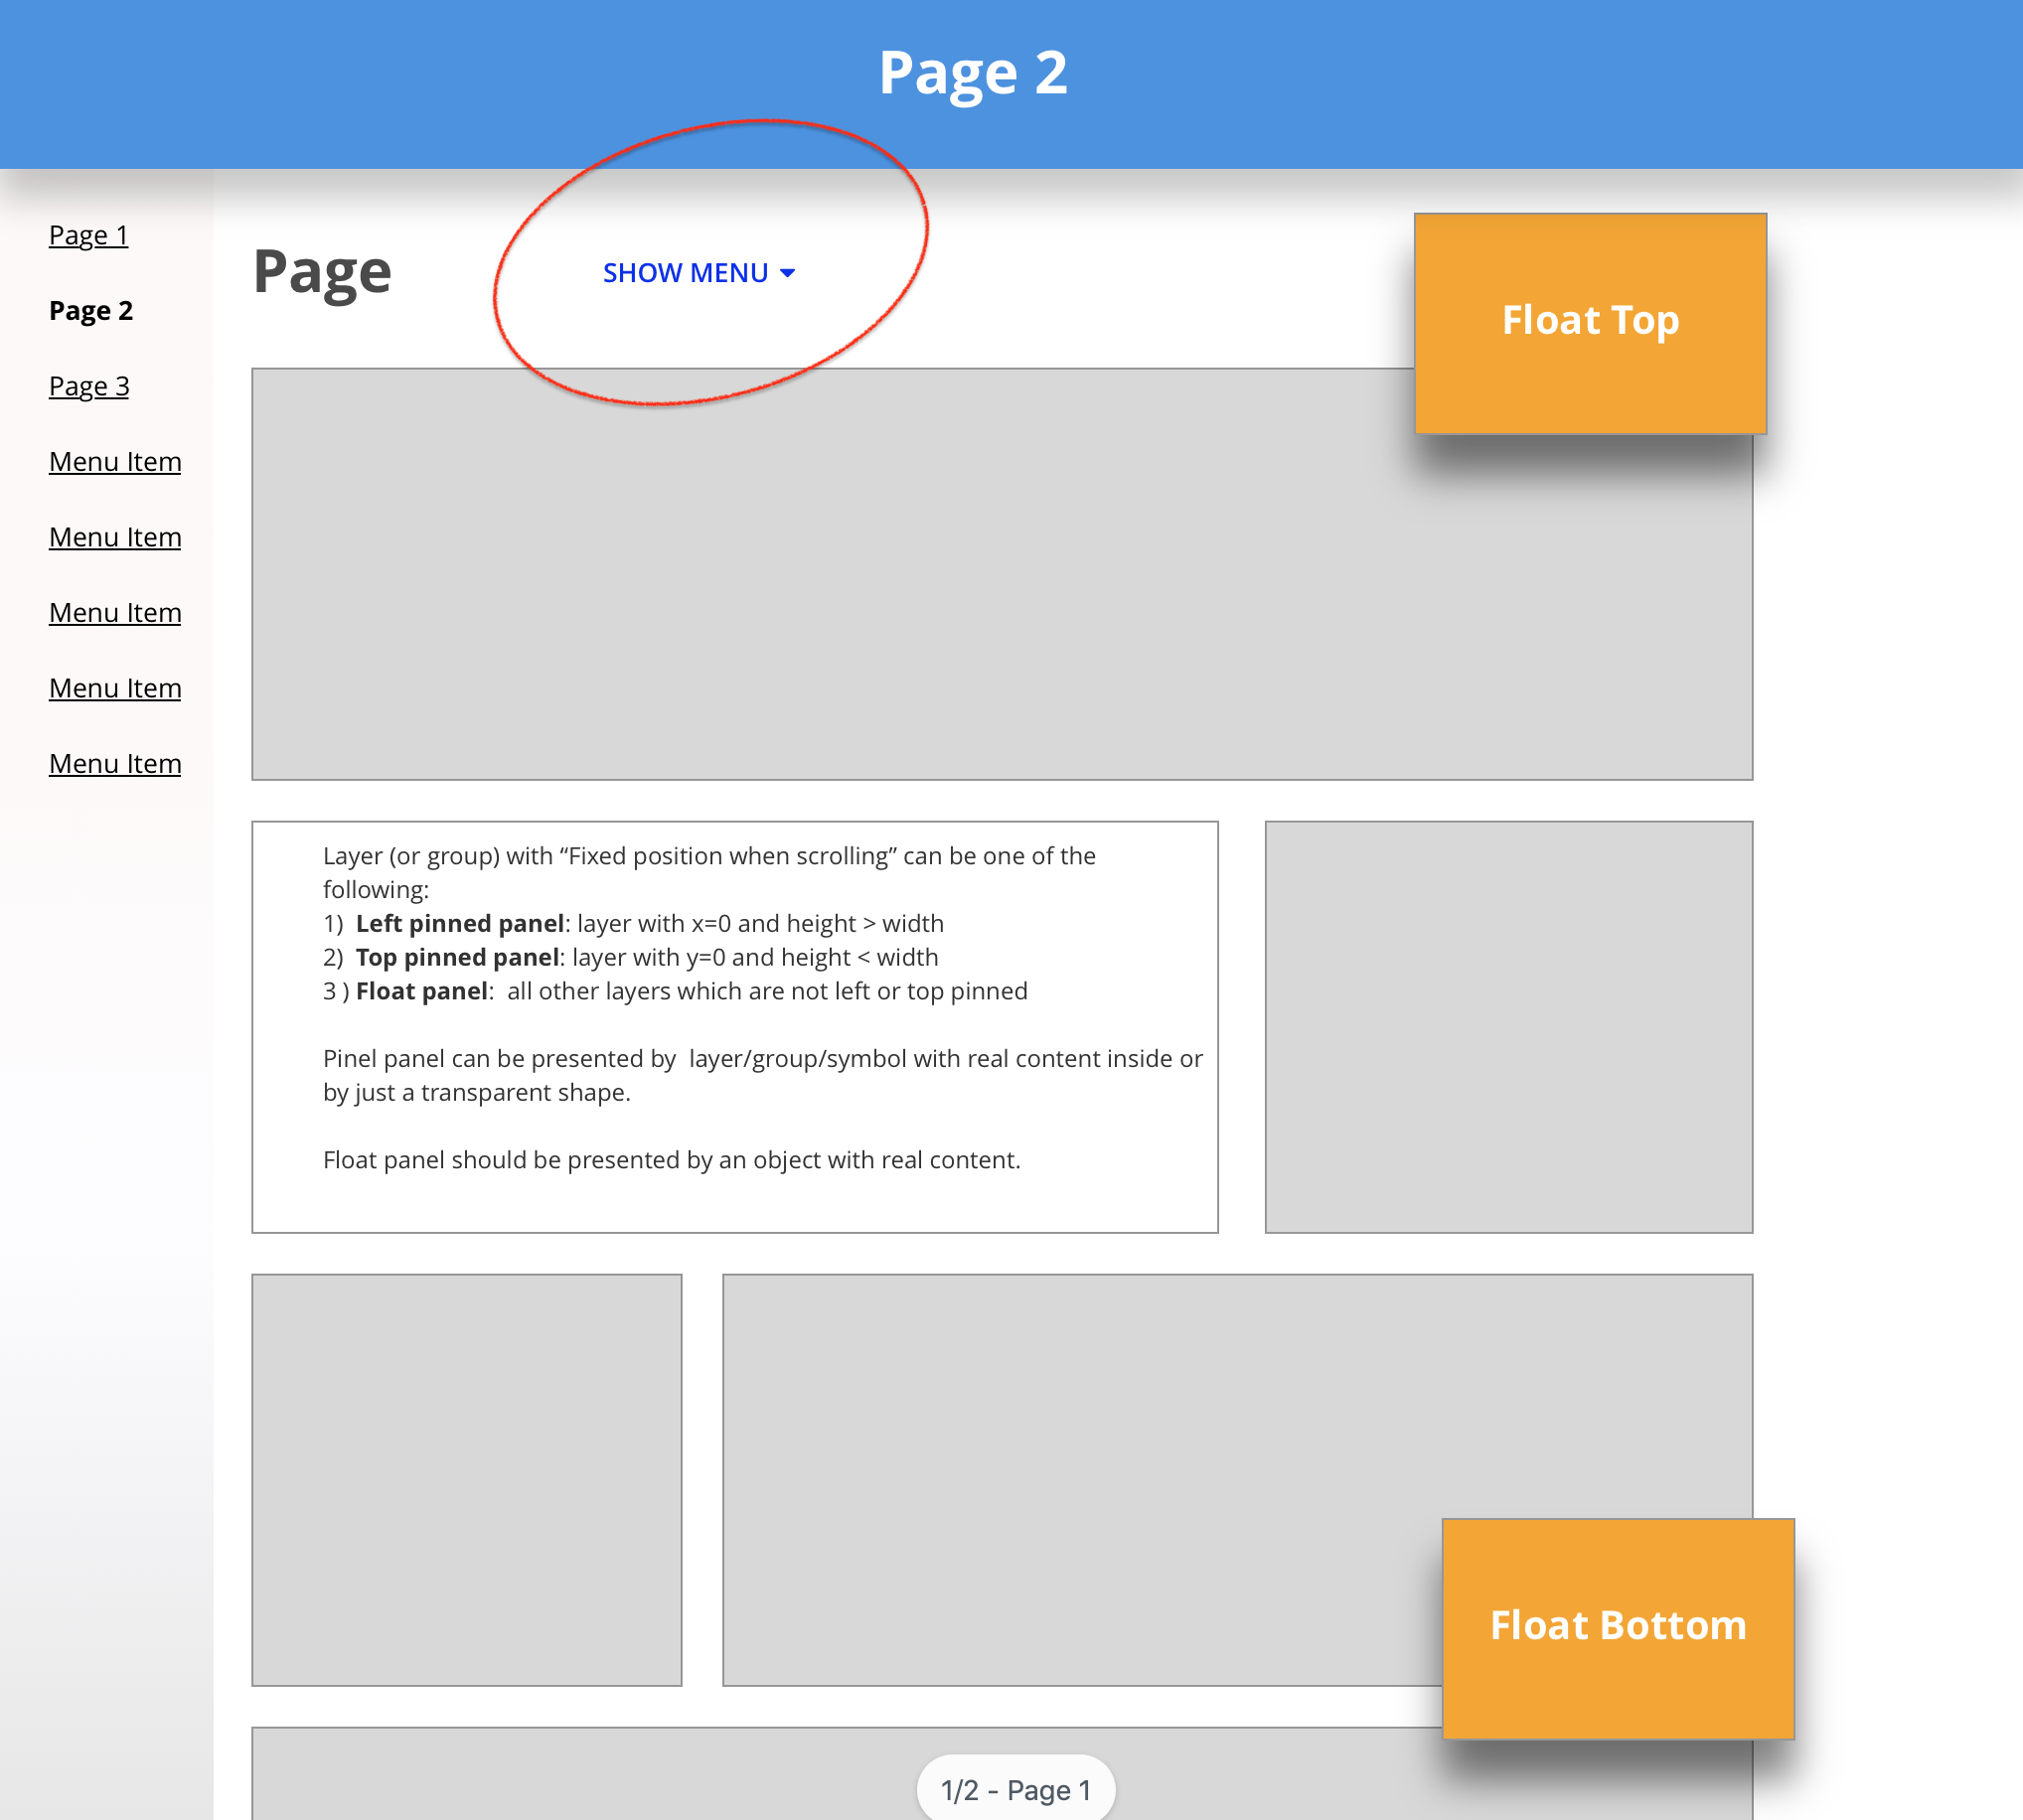 Page 2
Page 1
Page 2
Page 3
Menu Item
Menu Item
Menu Item
Menu Item
Menu Item
Page
SHOW MENU
Float Top
Layer (or group) with “Fixed position when scrolling” can be one of the
following:
1) Left pinned panel: layer with x=0 and height > width
2) Top pinned panel: layer with y=0 and height < width
3 ) Float panel:  all other layers which are not left or top pinned
Pinel panel can be presented by  layer/group/symbol with real content inside or
by just a transparent shape.
Float panel should be presented by an object with real content.
Float Bottom
1/2 - Page 1